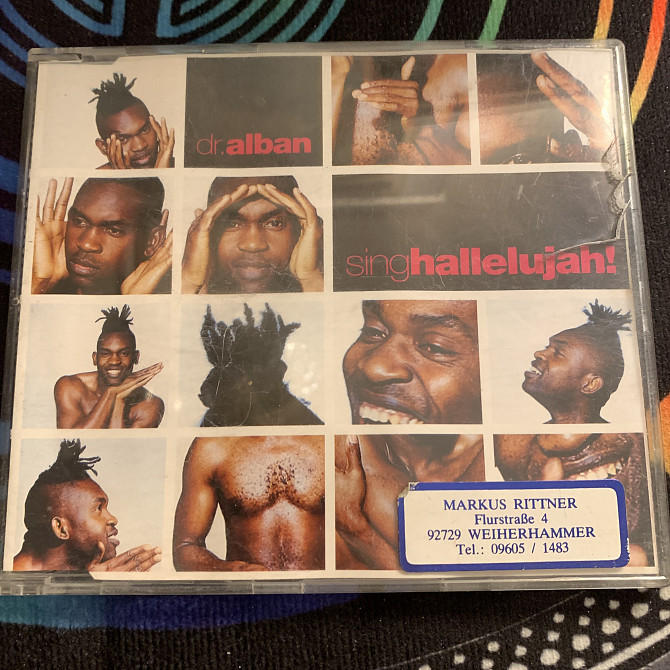 dr.alban
singhallelujah!
MARKUS RITTNER
Flurstraße 4
92729 WEIHERHAMMER
Tel.: 09605 / 1483